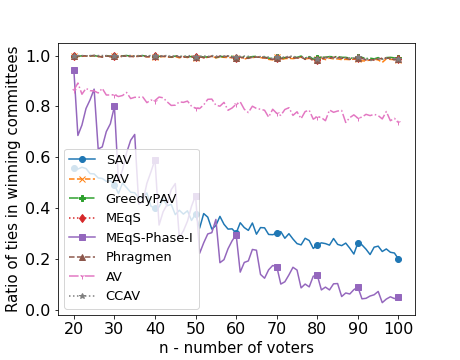 Ratio of ties in winning committees
1.0
0.8
0.6
0.4
0.2
0.0
SAV
PAV
GreedyPAV
MEqS
MEqS-Phase-I
Phragmen
AV
CCAV
20 30 40 50 60 70 80 90 100
n - number of voters